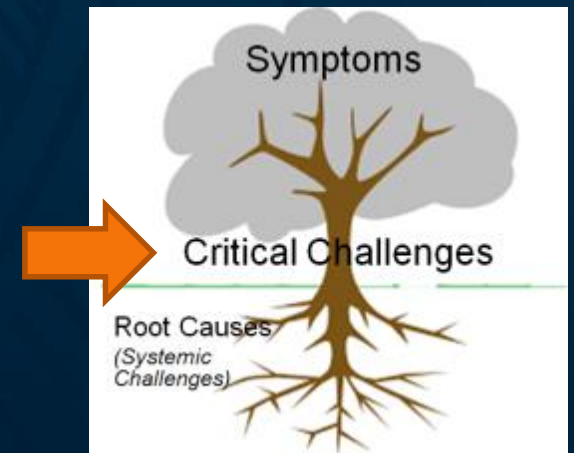 Symptoms
Critical Challenges
Root Causes
(Systemic
Challenges)